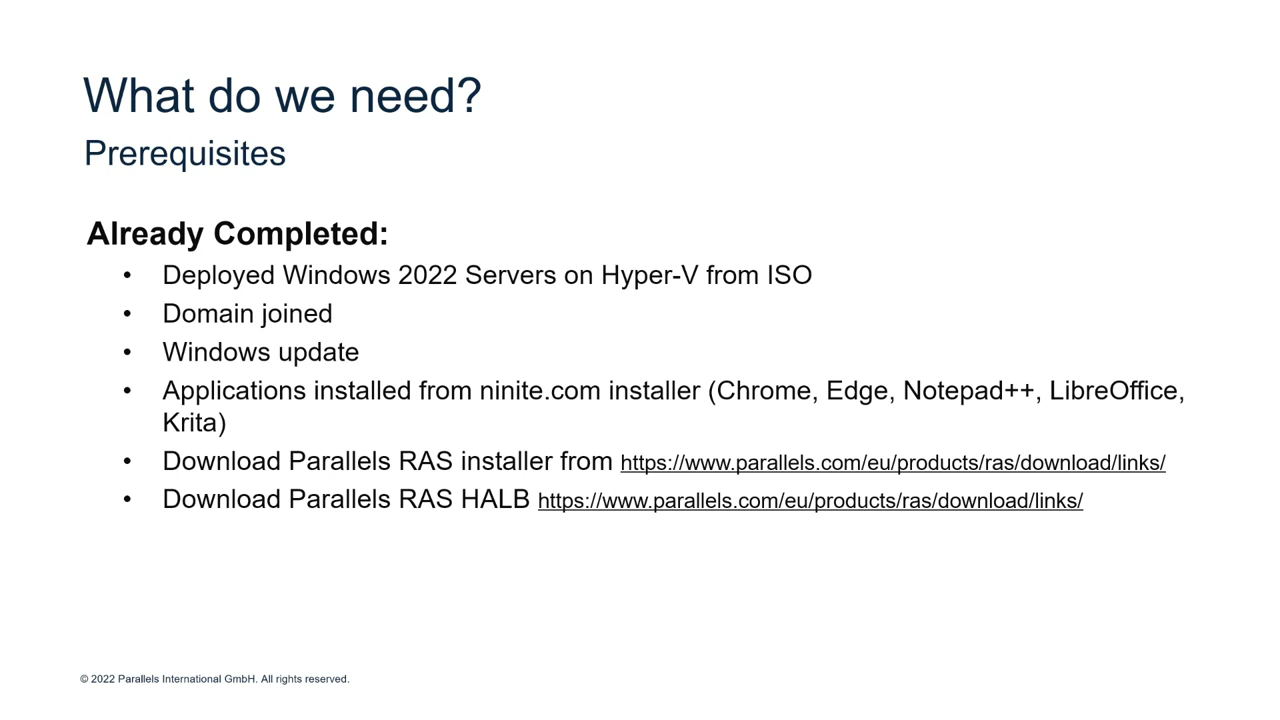 What do we need?
Prerequisites
Already Completed:
• Deployed Windows 2022 Servers on Hyper-V from ISO
• Domain joined
• Windows update
• Applications installed from ninite.com installer (Chrome, Edge, Notepad++, LibreOffice,
Krita)
• Download Parallels RAS installer from https://www.parallels.com/eu/products/ras/download/links/
• Download Parallels RAS HALB https://www.parallels.com/eu/products/ras/download/links/
© 2022 Parallels International GmbH. All rights reserved.